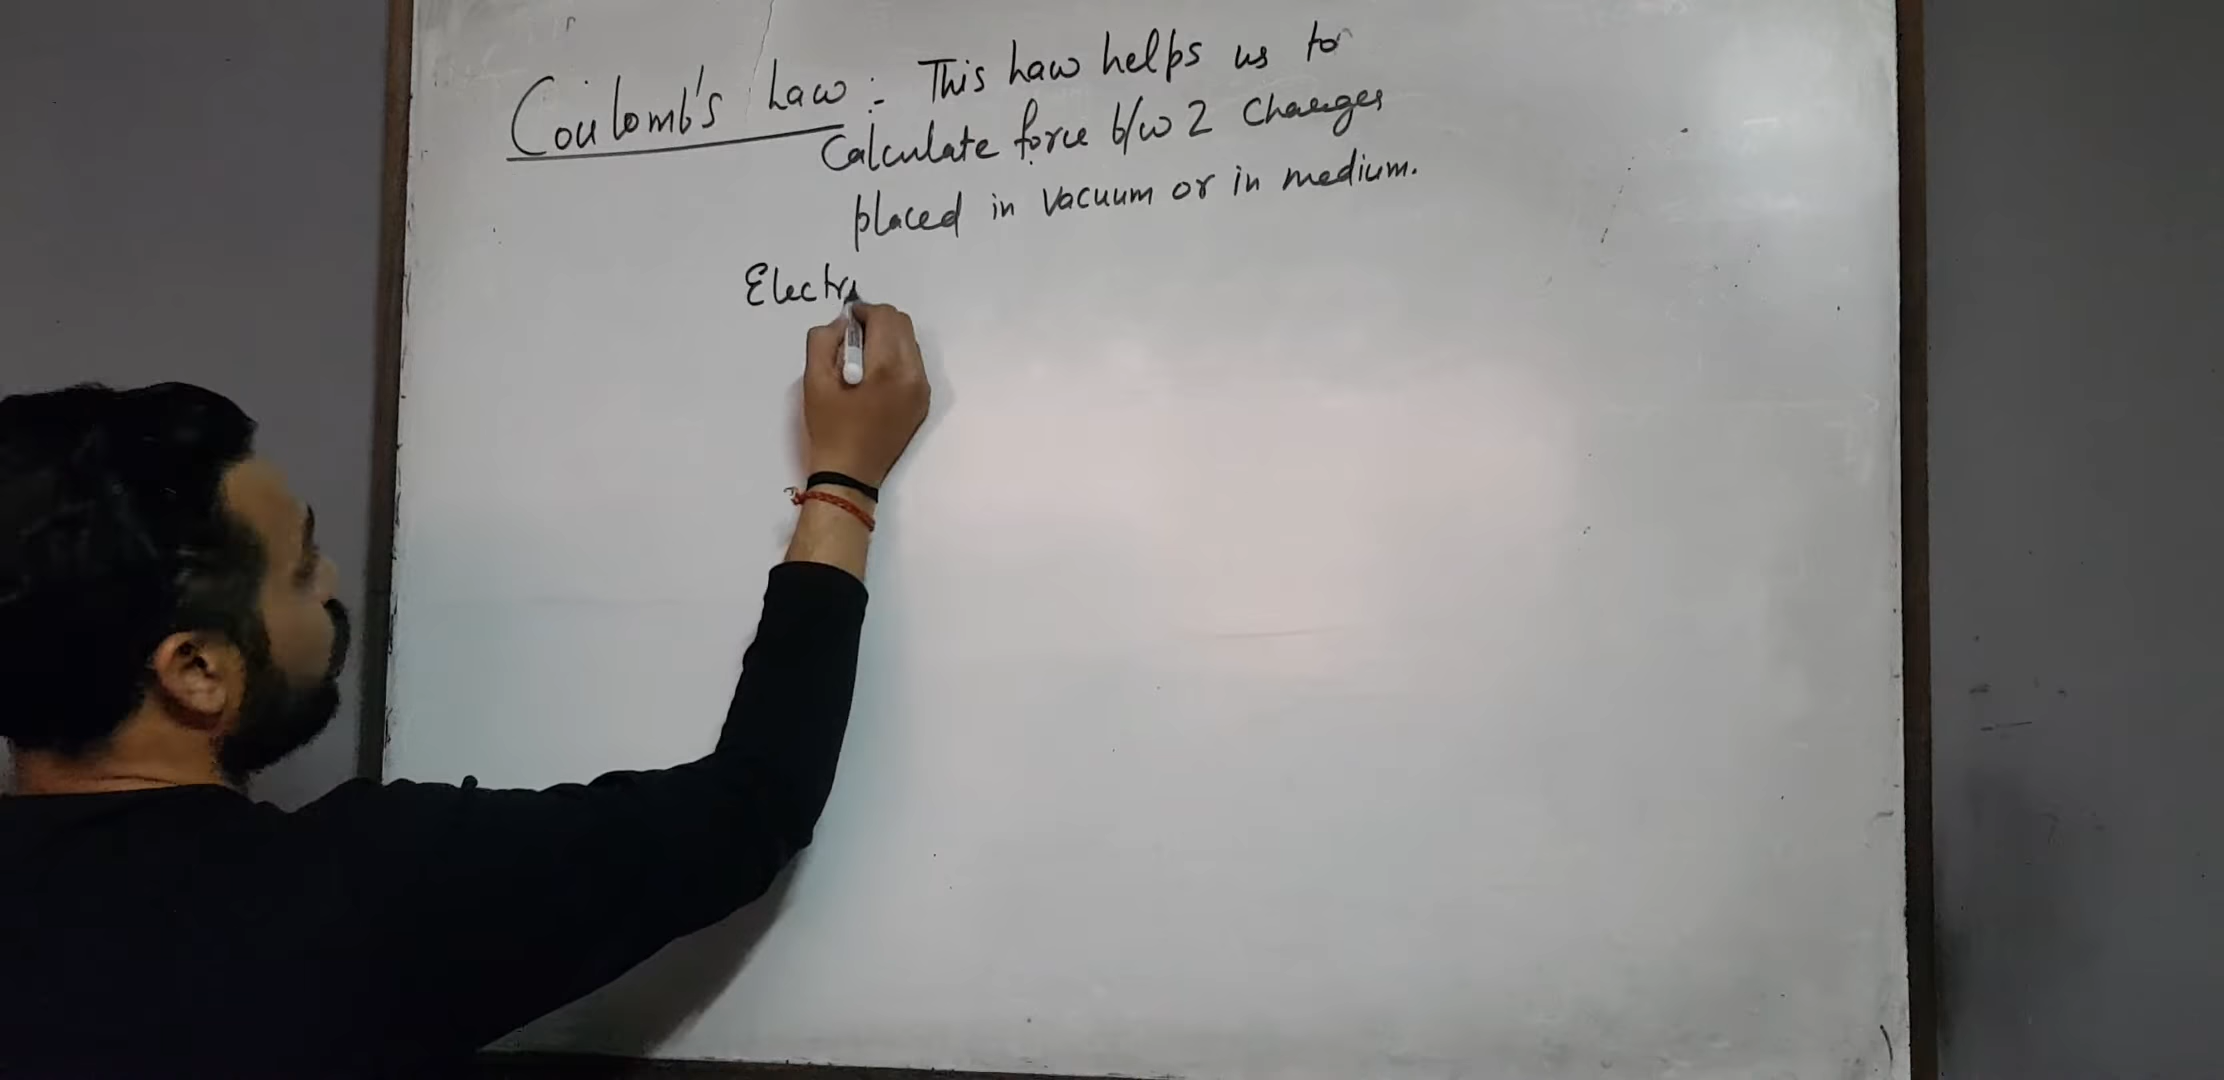 Coulomb's Law :- This Law helps us to
Calculate force b/w 2 Charges
placed in Vacuum or in medium.
Electr